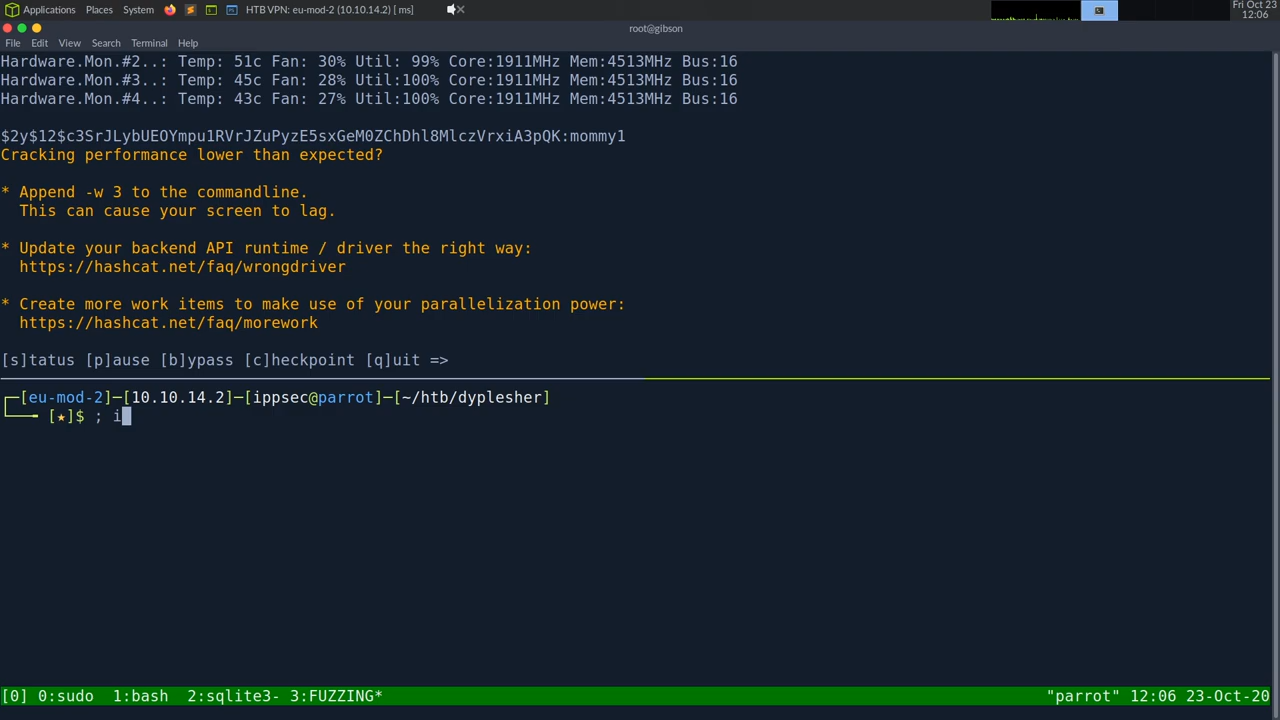 Applications Places System HTB VPN: eu-mod-2 (10.10.14.2) [ ms] Fri Oct 23
12:06
root@gibson
File Edit View Search Terminal Help
Hardware.Mon.#2..: Temp: 51c Fan: 30% Util: 99% Core:1911MHz Mem:4513MHz Bus:16
Hardware.Mon.#3..: Temp: 45c Fan: 28% Util:100% Core:1911MHz Mem:4513MHz Bus:16
Hardware.Mon.#4..: Temp: 43c Fan: 27% Util:100% Core:1911MHz Mem:4513MHz Bus:16
$2y$12$c3SrJLybUEOYmpu1RVrJZuPyzE5sxGeM0ZChDhl8MlczVrxiA3pQK:mommy1
Cracking performance lower than expected?
* Append -w 3 to the commandline.
This can cause your screen to lag.
* Update your backend API runtime / driver the right way:
https://hashcat.net/faq/wrongdriver
* Create more work items to make use of your parallelization power:
https://hashcat.net/faq/morework
[s]tatus [p]ause [b]ypass [c]heckpoint [q]uit =>
┌─[eu-mod-2]─[10.10.14.2]─[ippsec@parrot]─[~/htb/dyplesher]
└──╼ [★]$ ; i
[0] 0:sudo 1:bash 2:sqlite3- 3:FUZZING* "parrot" 12:06 23-Oct-20